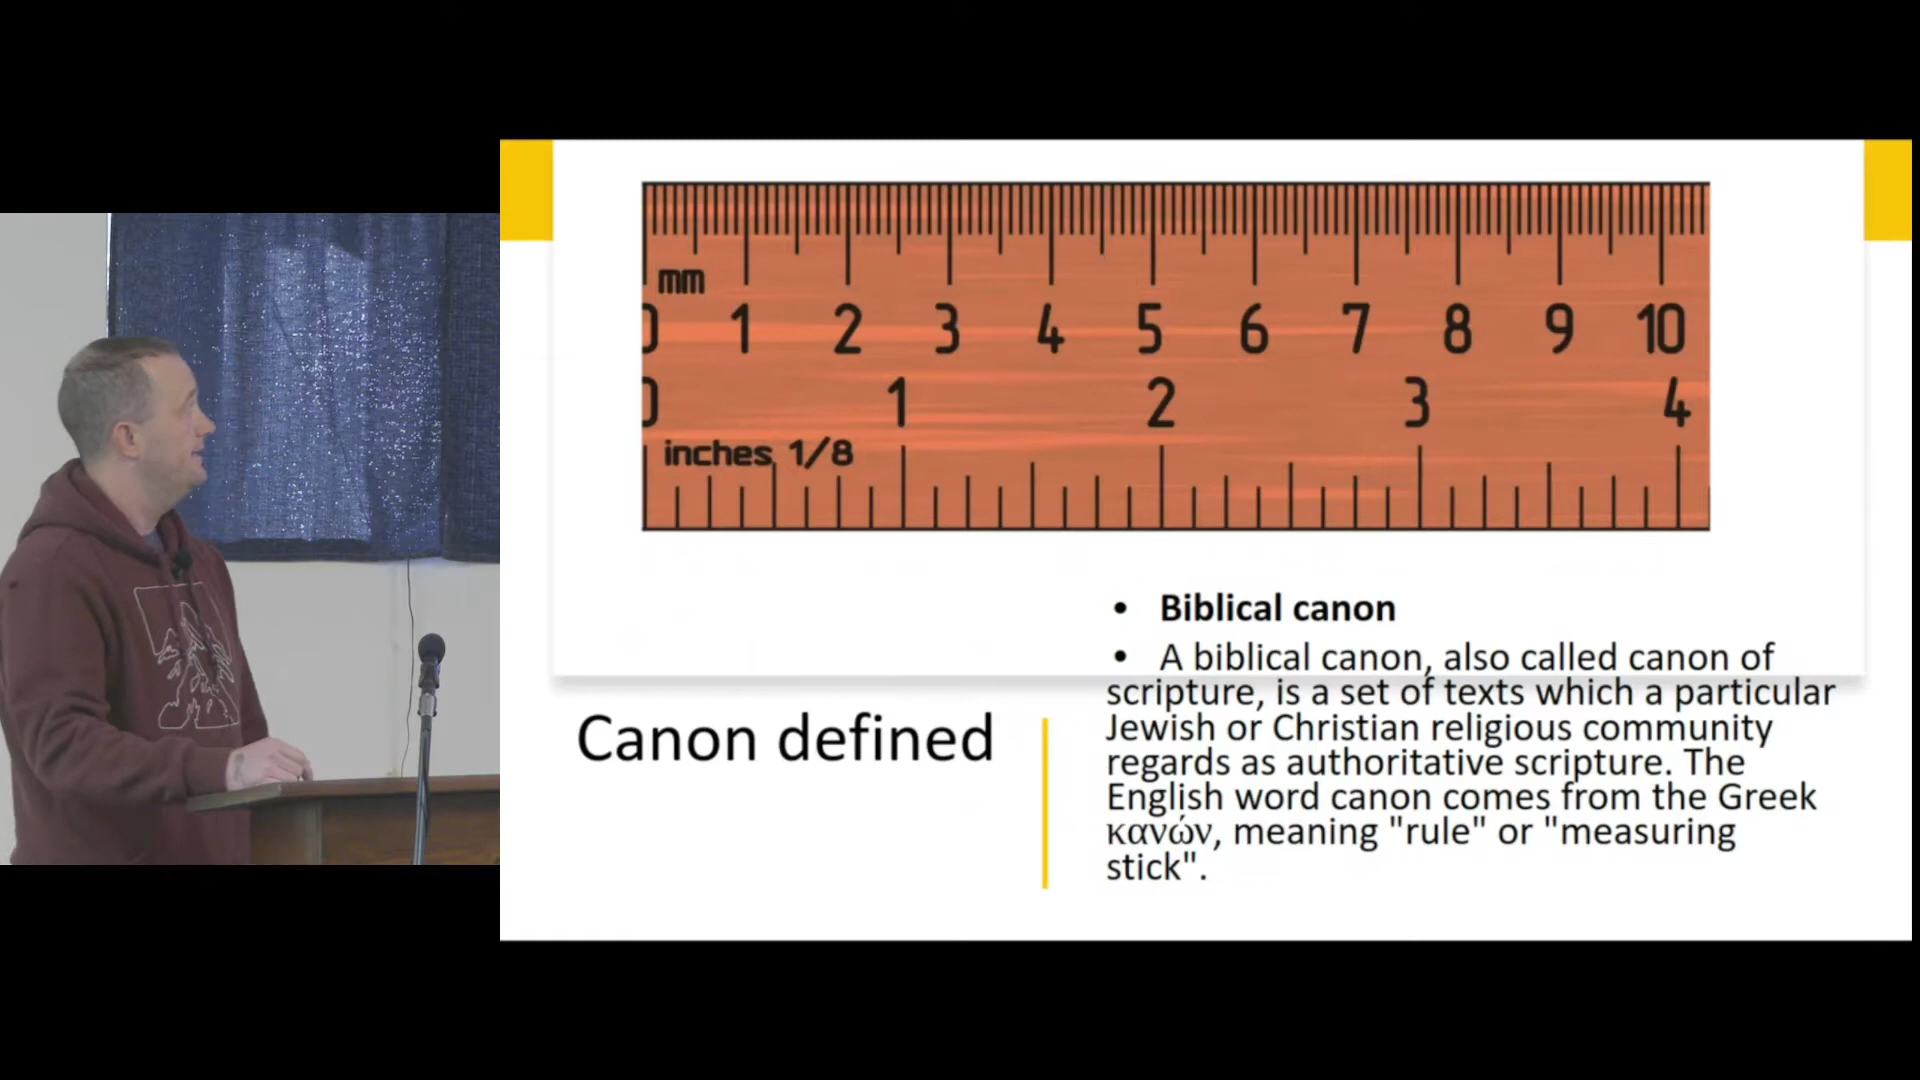 mm
0 1 2 3 4 5 6 7 8 9 10
0 1 2 3 4
inches 1/8
• Biblical canon
• A biblical canon, also called canon of
scripture, is a set of texts which a particular
Jewish or Christian religious community
regards as authoritative scripture. The
English word canon comes from the Greek
κανών, meaning "rule" or "measuring
stick".
Canon defined